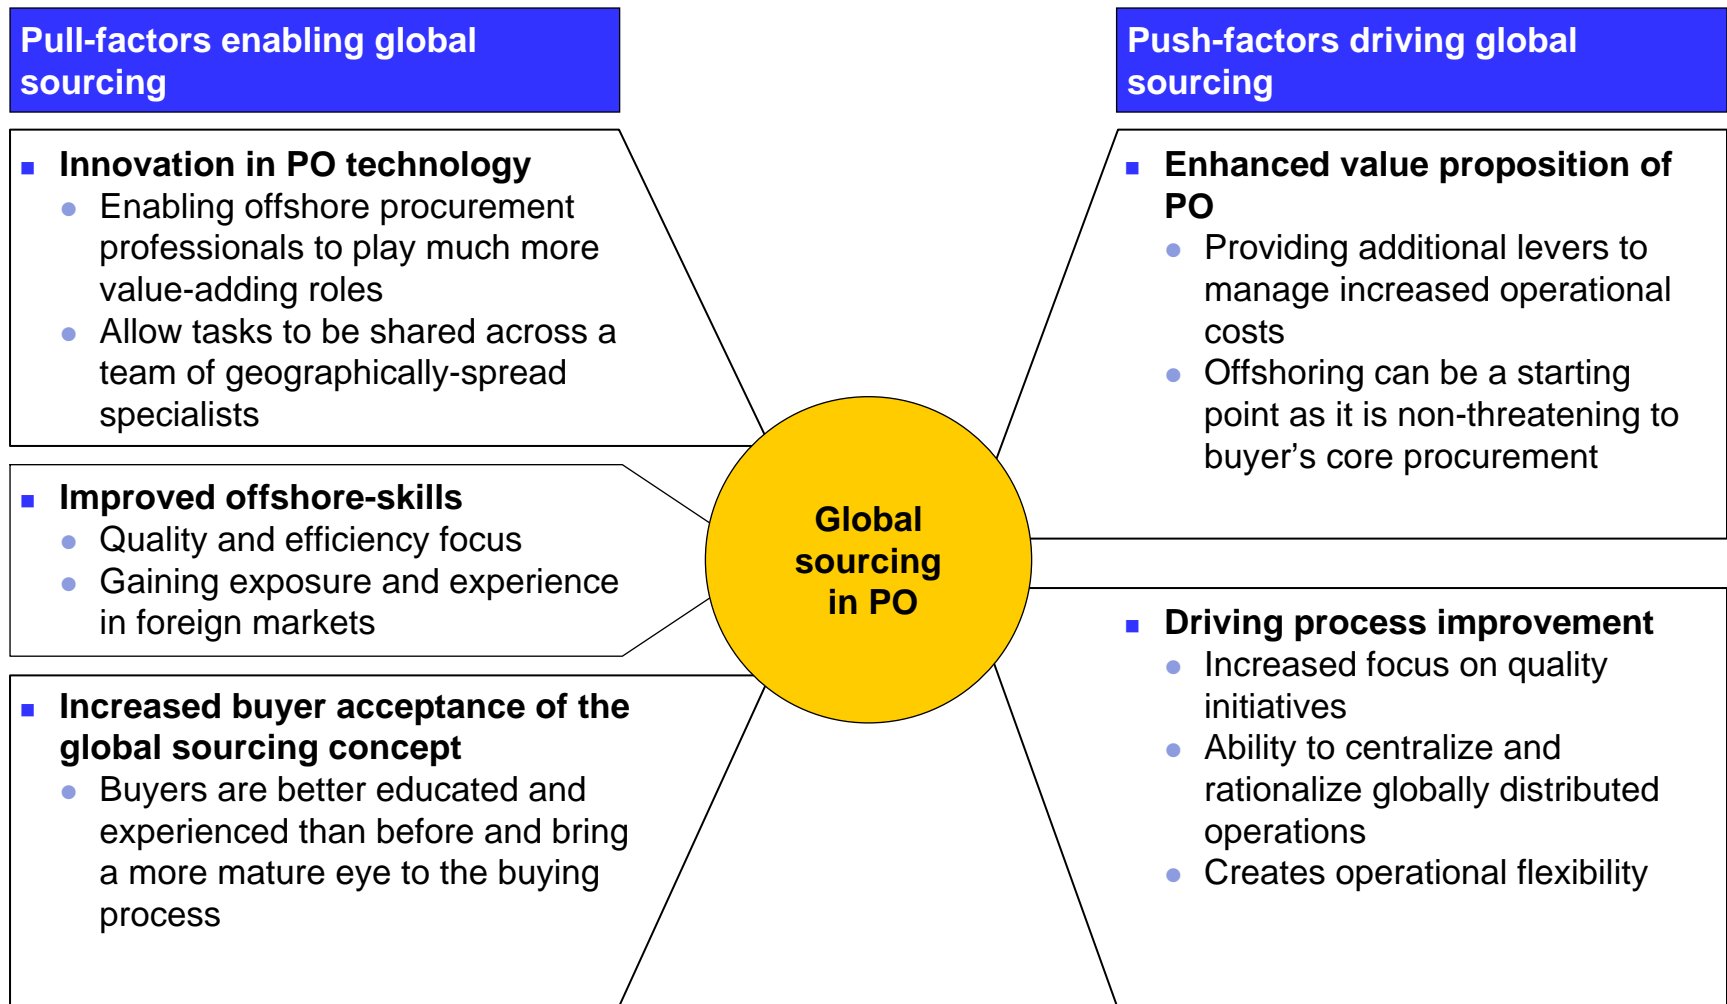 Pull-factors enabling global
sourcing
Innovation in PO technology
Enabling offshore procurement
professionals to play much more
value-adding roles
Allow tasks to be shared across a
team of geographically-spread
specialists
Improved offshore-skills
Quality and efficiency focus
Gaining exposure and experience
in foreign markets
Increased buyer acceptance of the
global sourcing concept
Buyers are better educated and
experienced than before and bring
a more mature eye to the buying
process
Global
sourcing
in PO
Push-factors driving global
sourcing
Enhanced value proposition of
PO
Providing additional levers to
manage increased operational
costs
Offshoring can be a starting
point as it is non-threatening to
buyer’s core procurement
Driving process improvement
Increased focus on quality
initiatives
Ability to centralize and
rationalize globally distributed
operations
Creates operational flexibility